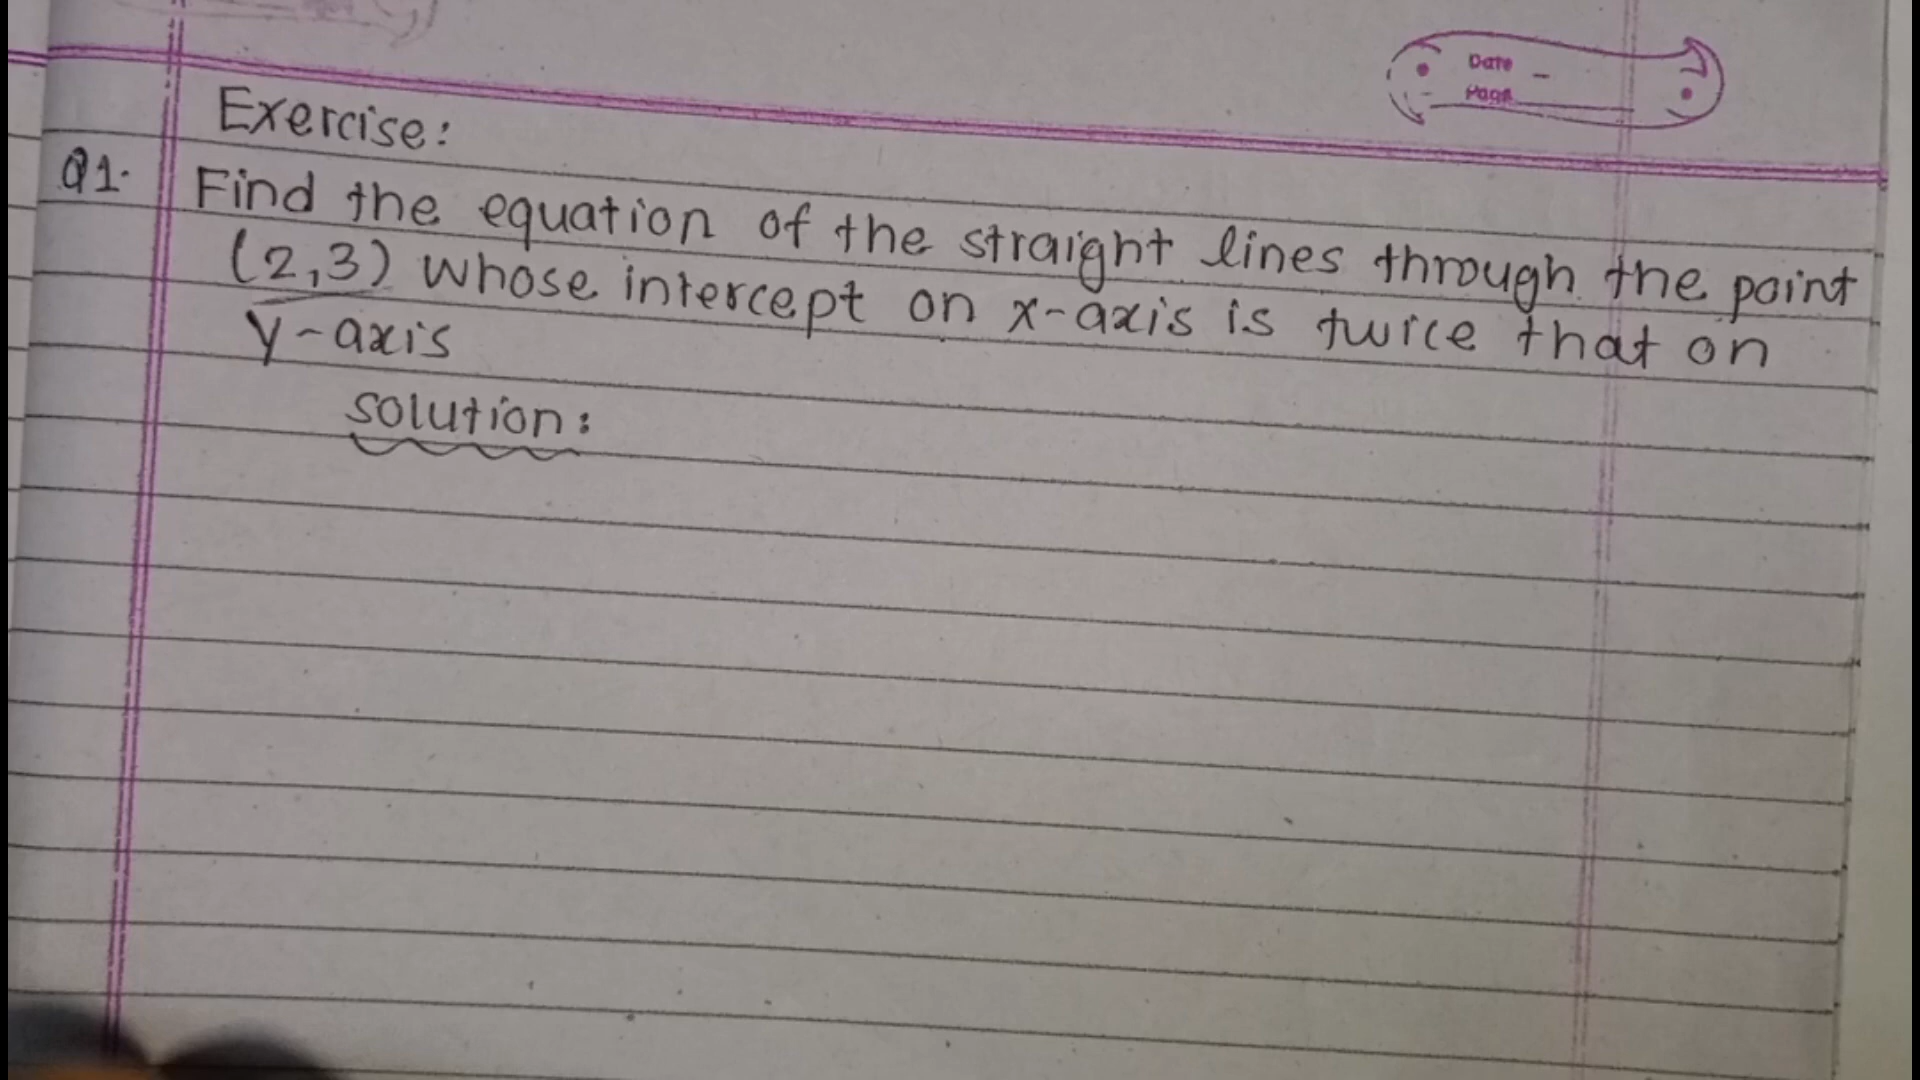 Date
Page
Exercise:
Q1. Find the equation of the straight lines through the point
(2,3) whose intercept on x-axis is twice that on
y-axis
solution: